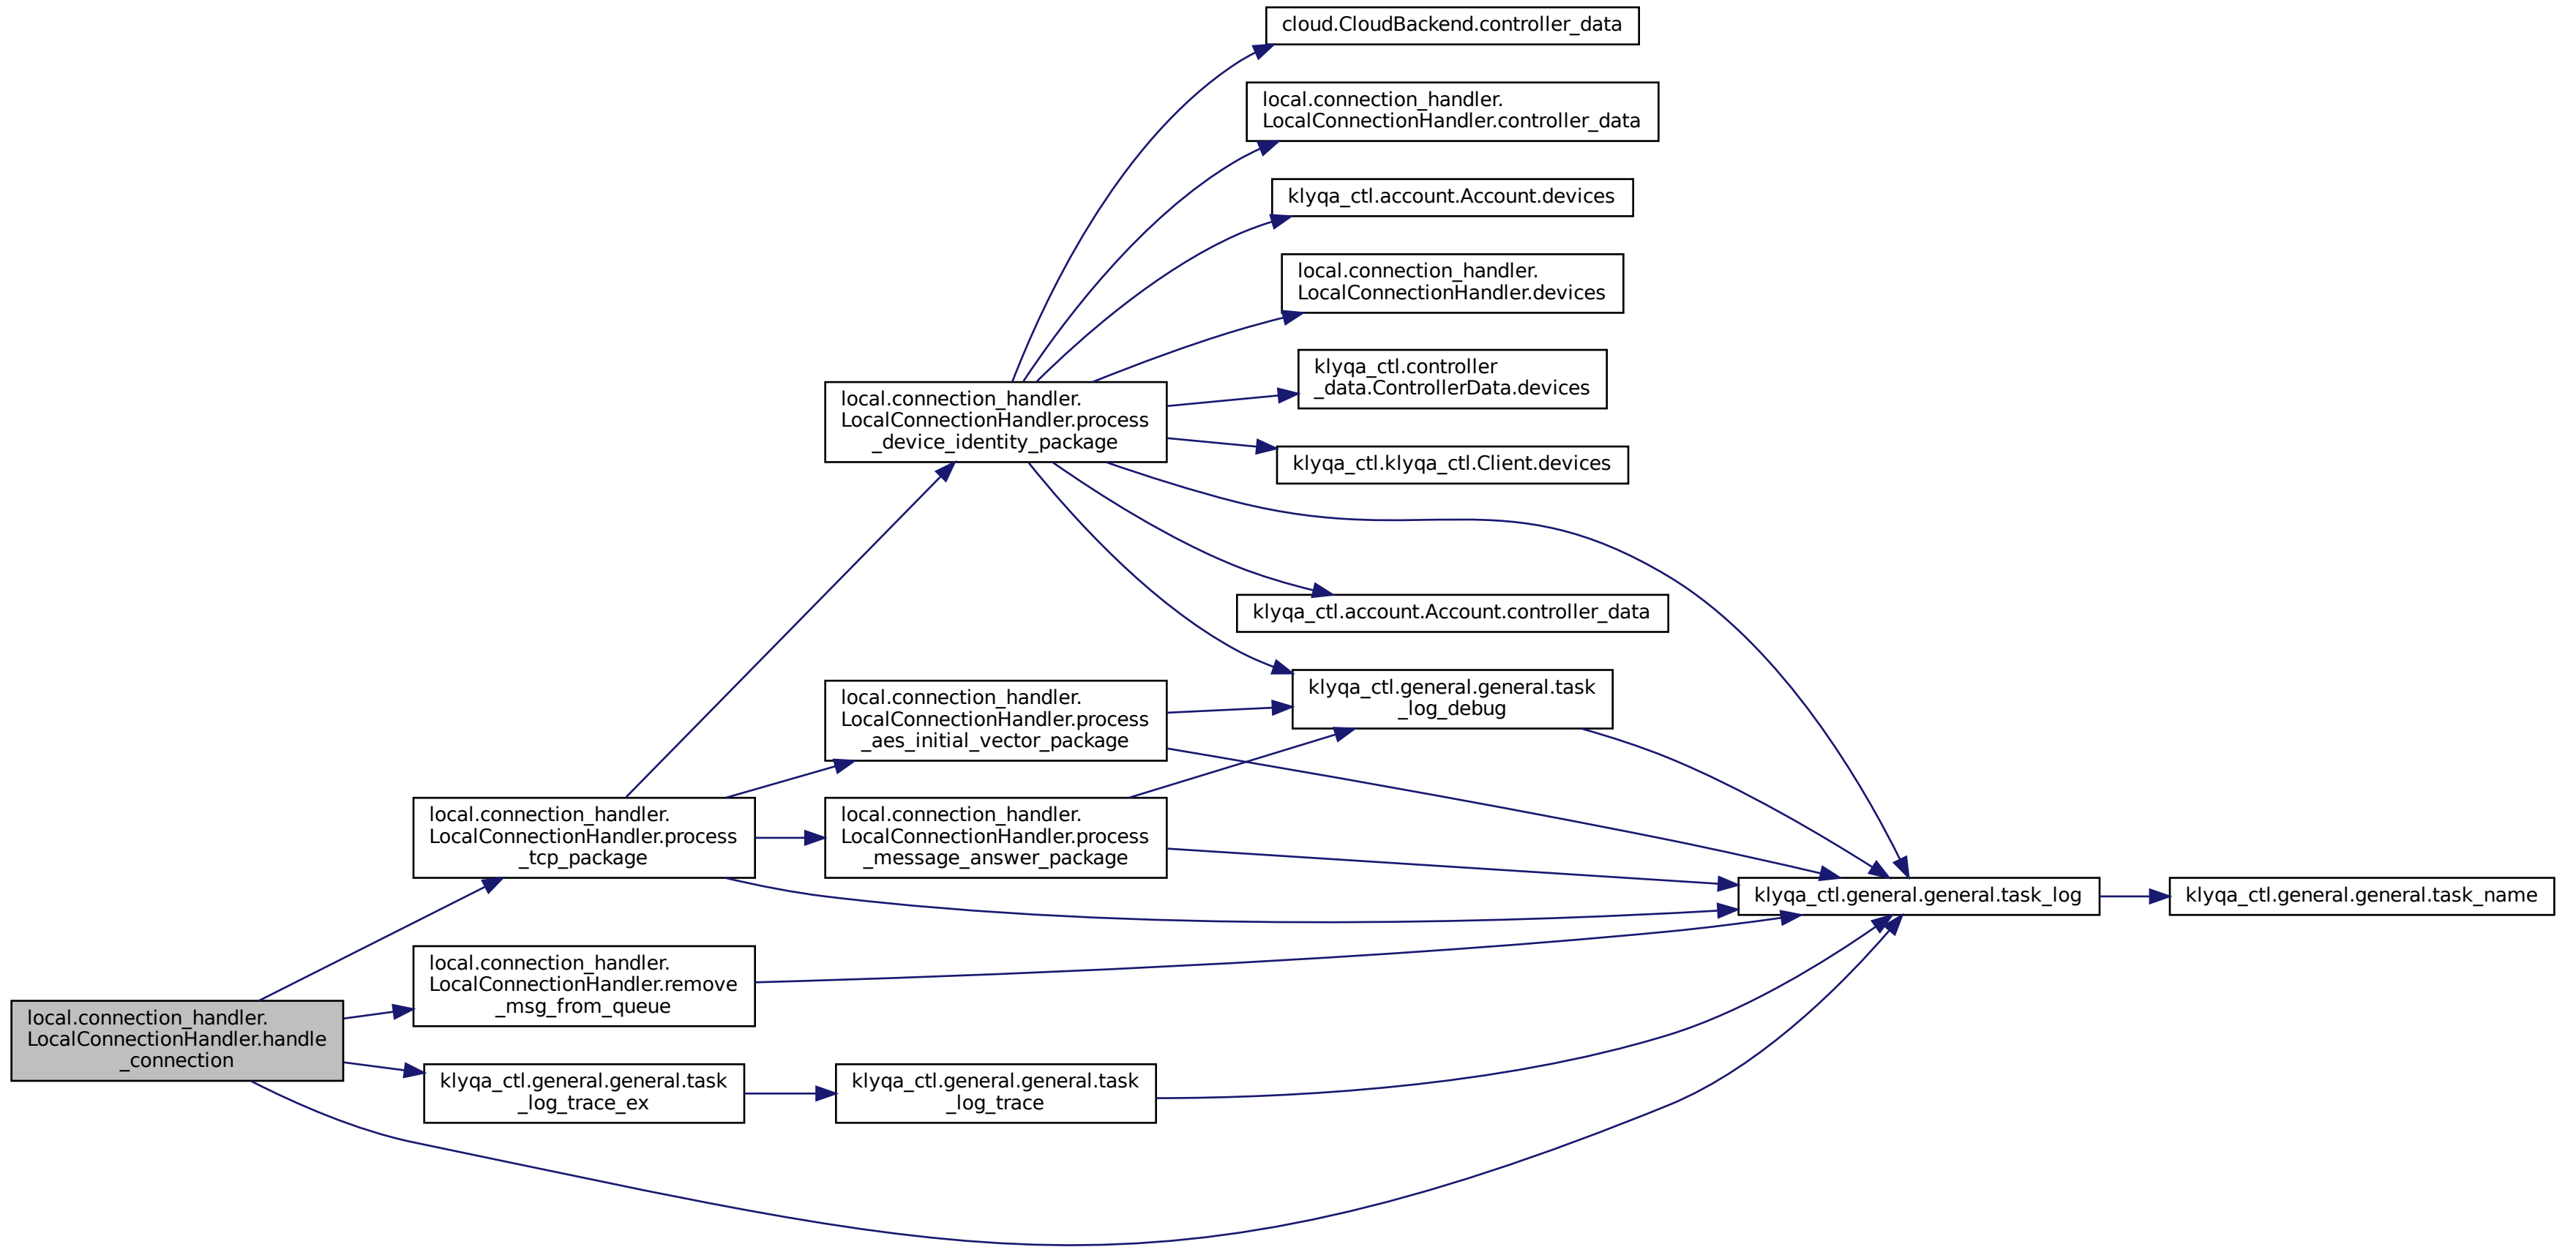 cloud.CloudBackend.controller_data
local.connection_handler.
LocalConnectionHandler.controller_data
klyqa_ctl.account.Account.devices
local.connection_handler.
LocalConnectionHandler.devices
klyqa_ctl.controller
_data.ControllerData.devices
local.connection_handler.
LocalConnectionHandler.process
_device_identity_package
klyqa_ctl.klyqa_ctl.Client.devices
klyqa_ctl.account.Account.controller_data
klyqa_ctl.general.general.task
_log_debug
local.connection_handler.
LocalConnectionHandler.process
_aes_initial_vector_package
local.connection_handler.
LocalConnectionHandler.process
_tcp_package
local.connection_handler.
LocalConnectionHandler.process
_message_answer_package
klyqa_ctl.general.general.task_log
klyqa_ctl.general.general.task_name
local.connection_handler.
LocalConnectionHandler.remove
_msg_from_queue
local.connection_handler.
LocalConnectionHandler.handle
_connection
klyqa_ctl.general.general.task
_log_trace_ex
klyqa_ctl.general.general.task
_log_trace